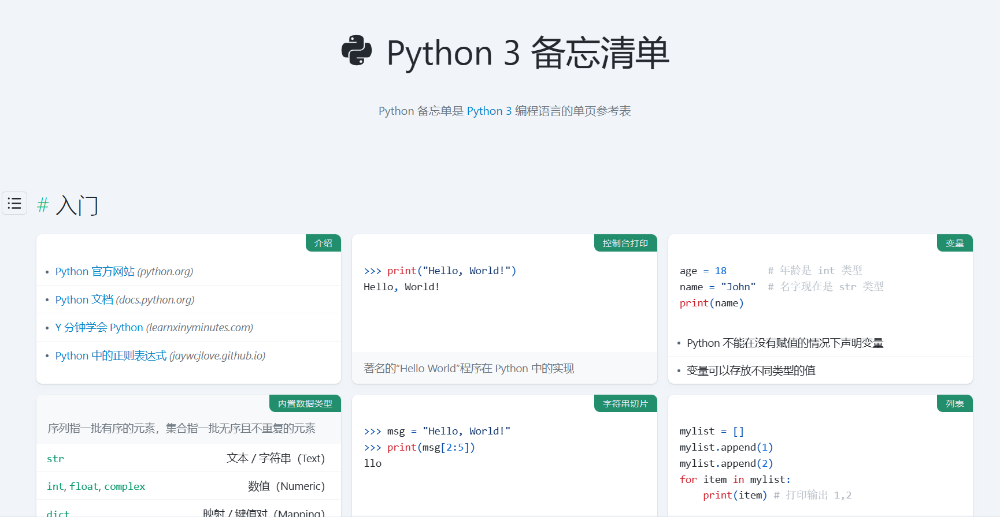 Python 3 备忘清单
Python 备忘单是 Python 3 编程语言的单页参考表
# 入门
介绍
Python 官方网站 (python.org)
Python 文档 (docs.python.org)
Y 分钟学会 Python (learnxinyminutes.com)
Python 中的正则表达式 (jaywcjlove.github.io)
控制台打印
>>> print("Hello, World!")
Hello, World!
著名的“Hello World”程序在 Python 中的实现
变量
age = 18       # 年龄是 int 类型
name = "John"  # 名字现在是 str 类型
print(name)
Python 不能在没有赋值的情况下声明变量
变量可以存放不同类型的值
内置数据类型
序列指一批有序的元素，集合指一批无序且不重复的元素
str 文本 / 字符串（Text）
int, float, complex 数值（Numeric）
dict 映射 / 键值对（Mapping）
字符串切片
>>> msg = "Hello, World!"
>>> print(msg[2:5])
llo
列表
mylist = []
mylist.append(1)
mylist.append(2)
for item in mylist:
    print(item) # 打印输出 1,2